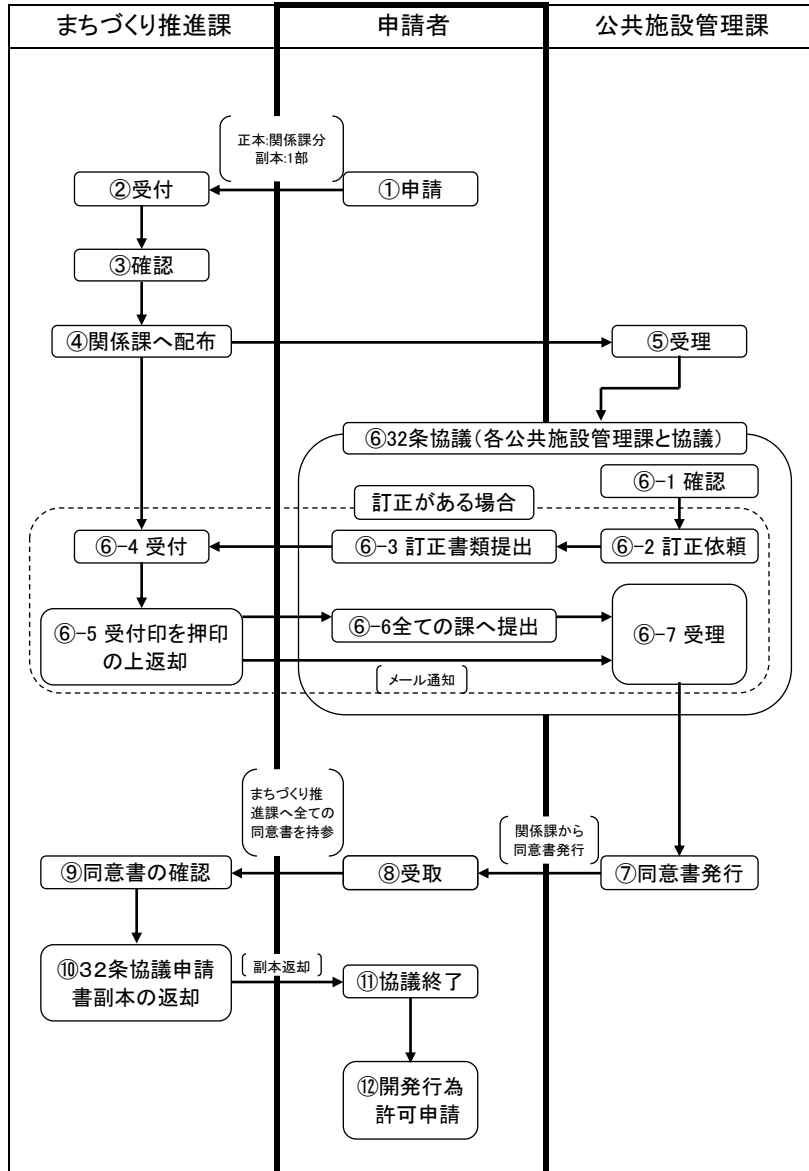 まちづくり推進課
申請者
公共施設管理課
正本:関係課分
副本:1部
②受付
①申請
③確認
④関係課へ配布
⑤受理
⑥32条協議(各公共施設管理課と協議)
⑥-1 確認
訂正がある場合
⑥-4 受付
⑥-3 訂正書類提出
⑥-2 訂正依頼
⑥-5 受付印を押印
の上返却
⑥-6全ての課へ提出
⑥-7 受理
メール通知
まちづくり推
進課へ全ての
同意書を持参
関係課から
同意書発行
⑨同意書の確認
⑧受取
⑦同意書発行
⑩32条協議申請
書副本の返却
副本返却
⑪協議終了
⑫開発行為
許可申請